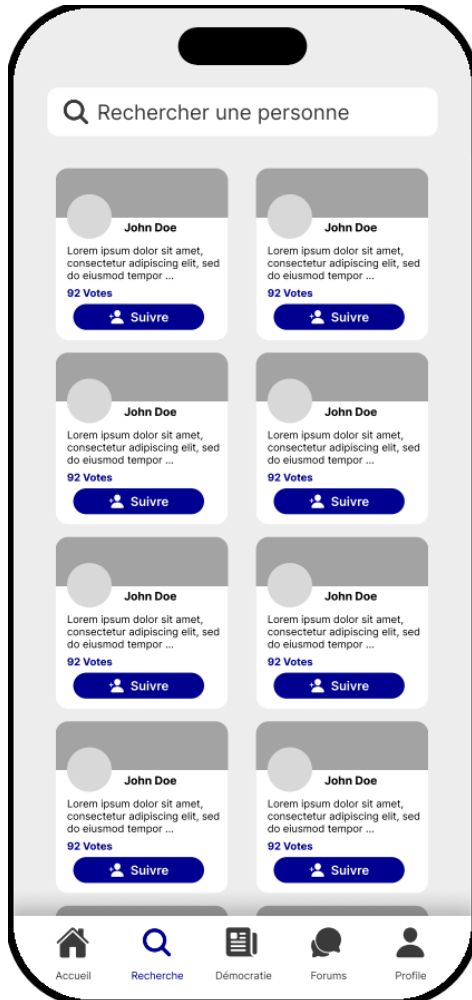 Rechercher une personne
John Doe
Lorem ipsum dolor sit amet,
consectetur adipiscing elit, sed
do eiusmod tempor ...
92 Votes
Suivre
John Doe
Lorem ipsum dolor sit amet,
consectetur adipiscing elit, sed
do eiusmod tempor ...
92 Votes
Suivre
John Doe
Lorem ipsum dolor sit amet,
consectetur adipiscing elit, sed
do eiusmod tempor ...
92 Votes
Suivre
John Doe
Lorem ipsum dolor sit amet,
consectetur adipiscing elit, sed
do eiusmod tempor ...
92 Votes
Suivre
John Doe
Lorem ipsum dolor sit amet,
consectetur adipiscing elit, sed
do eiusmod tempor ...
92 Votes
Suivre
John Doe
Lorem ipsum dolor sit amet,
consectetur adipiscing elit, sed
do eiusmod tempor ...
92 Votes
Suivre
John Doe
Lorem ipsum dolor sit amet,
consectetur adipiscing elit, sed
do eiusmod tempor ...
92 Votes
Suivre
John Doe
Lorem ipsum dolor sit amet,
consectetur adipiscing elit, sed
do eiusmod tempor ...
92 Votes
Suivre
Accueil
Recherche
Démocratie
Forums
Profile